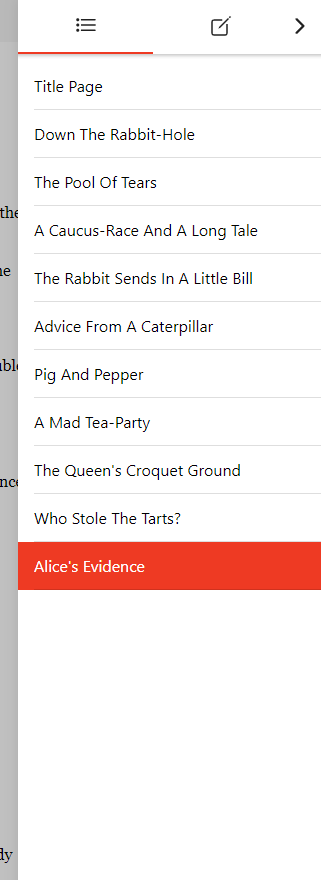 Title Page
Down The Rabbit-Hole
the
The Pool Of Tears
A Caucus-Race And A Long Tale
The Rabbit Sends In A Little Bill
Advice From A Caterpillar
Pig And Pepper
A Mad Tea-Party
The Queen's Croquet Ground
Who Stole The Tarts?
Alice's Evidence